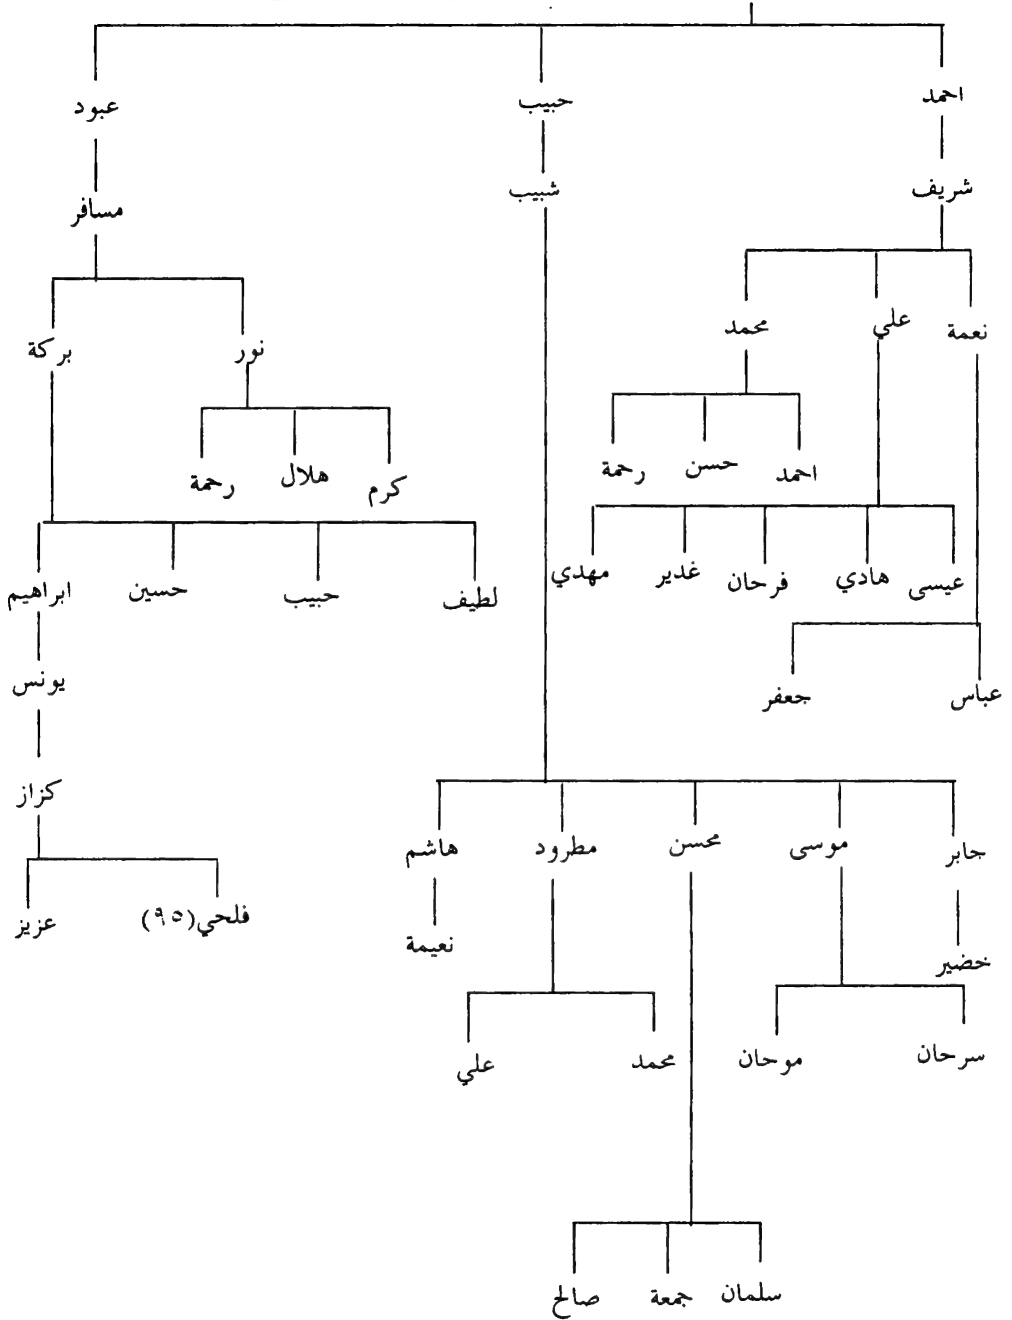 احمد حبيب عبود
شريف شبيب مسافر
نعمة علي محمد نور بركة
احمد حسن رحمة كرم هلال رحمة
عيسى هادي فرحان غدير مهدي لطيف حبيب حسين ابراهيم
عباس جعفر يونس
كزاز
جابر موسى محسن مطرود هاشم
فلحي (٩٥) عزيز
خضير نعيمة
سرحان موحان محمد علي
سلمان جمعة صالح